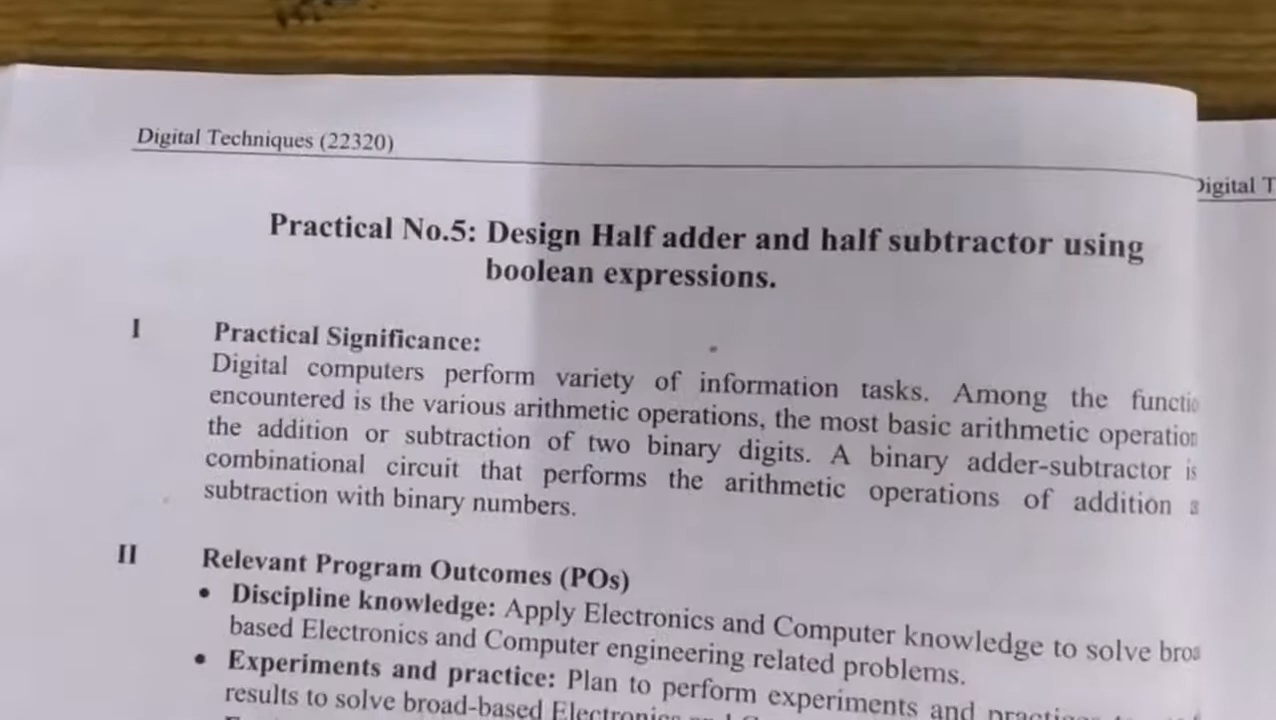 Digital Techniques (22320)
Digital T
Practical No.5: Design Half adder and half subtractor using
boolean expressions.
I Practical Significance:
Digital computers perform variety of information tasks. Among the functio
encountered is the various arithmetic operations, the most basic arithmetic operation
the addition or subtraction of two binary digits. A binary adder-subtractor is
combinational circuit that performs the arithmetic operations of addition a
subtraction with binary numbers.
II Relevant Program Outcomes (POs)
• Discipline knowledge: Apply Electronics and Computer knowledge to solve broa
based Electronics and Computer engineering related problems.
• Experiments and practice: Plan to perform experiments and
results to solve broad-based